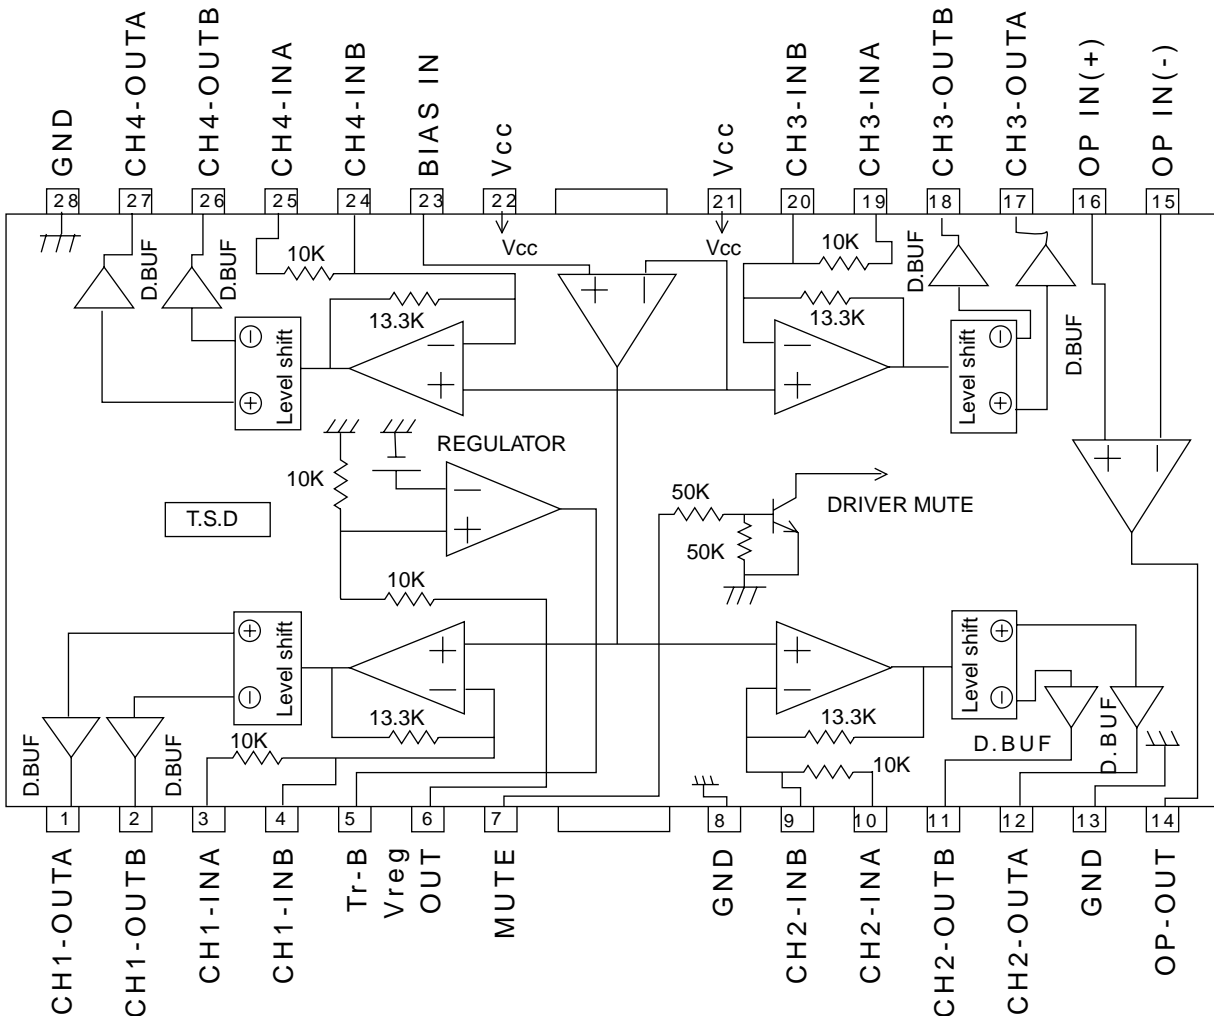 GND
CH4-OUTA
CH4-OUTB
CH4-INA
CH4-INB
BIAS IN
Vcc
Vcc
CH3-INB
CH3-INA
CH3-OUTB
CH3-OUTA
OP IN(+)
OP IN(-)
28
27
26
25
24
23
22
21
20
19
18
17
16
15
D.BUF
D.BUF
10K
Vcc
Vcc
10K
D.BUF
D.BUF
13.3K
13.3K
+
−
−
+
Level shift
−
+
−
+
Level shift
−
+
+
−
REGULATOR
10K
−
+
T.S.D
50K
50K
DRIVER MUTE
10K
+
−
Level shift
+
−
+
−
Level shift
+
−
13.3K
10K
13.3K
10K
D.BUF
D.BUF
D.BUF
D.BUF
1
2
3
4
5
6
7
8
9
10
11
12
13
14
CH1-OUTA
CH1-OUTB
CH1-INA
CH1-INB
Tr-B
Vreg
OUT
MUTE
GND
CH2-INB
CH2-INA
CH2-OUTB
CH2-OUTA
GND
OP-OUT